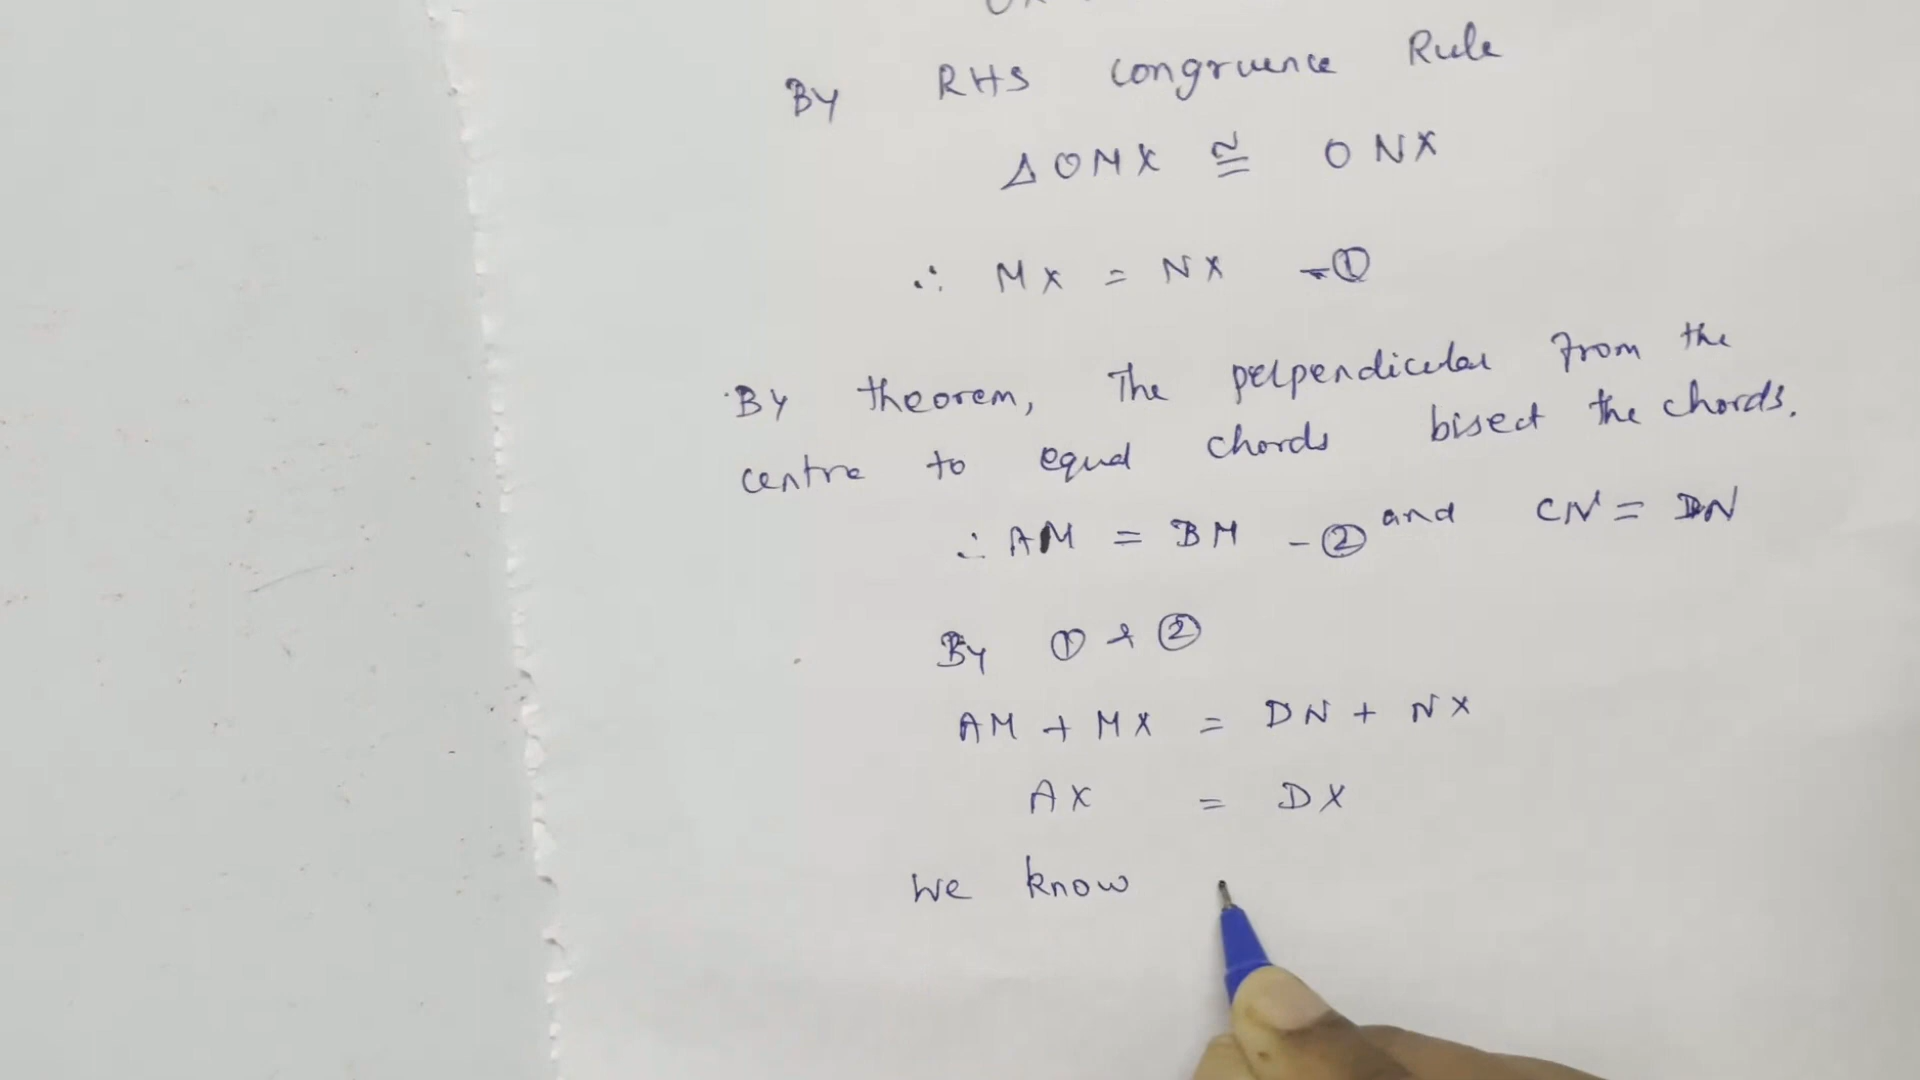 By RHS congruence Rule
Δ OMX ≅ ONX
∴ MX = NX - ①
By theorem, The perpendicular from the
centre to equal chords bisect the chords.
∴ AM = BM - ② and CN = DN
By ① & ②
AM + MX = DN + NX
AX = DX
We know